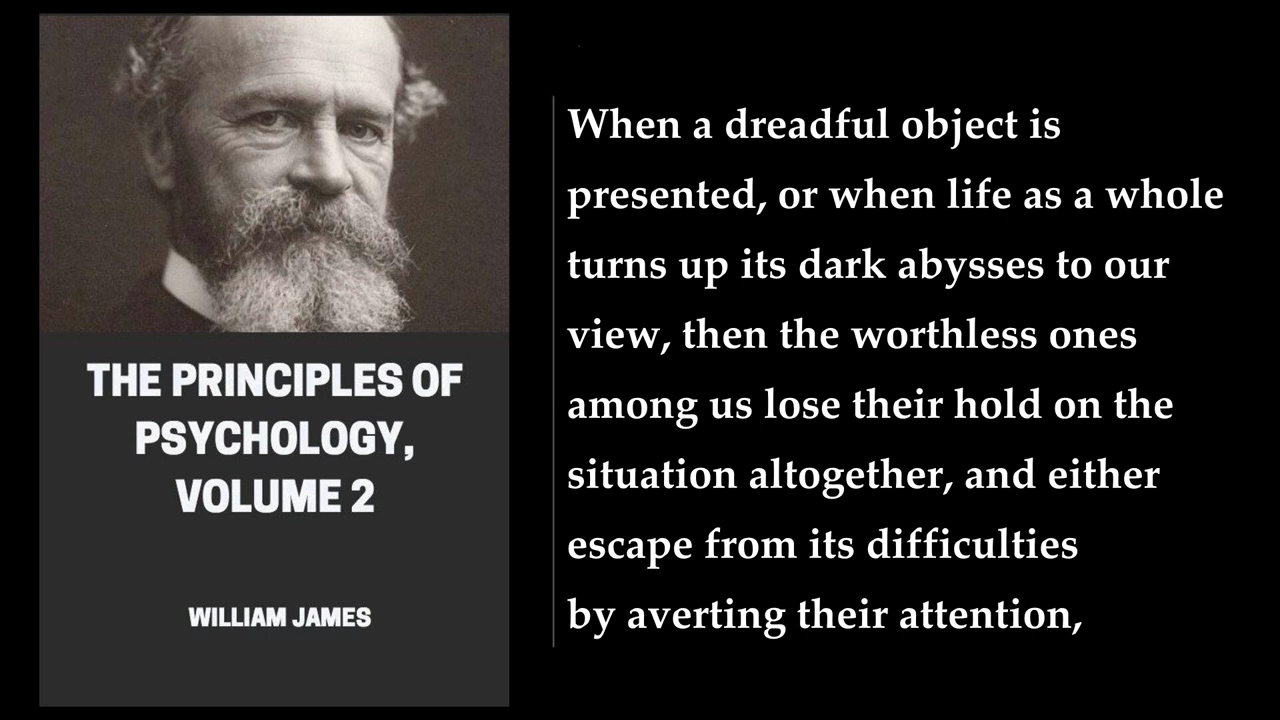 THE PRINCIPLES OF
PSYCHOLOGY,
VOLUME 2
WILLIAM JAMES
When a dreadful object is
presented, or when life as a whole
turns up its dark abysses to our
view, then the worthless ones
among us lose their hold on the
situation altogether, and either
escape from its difficulties
by averting their attention,